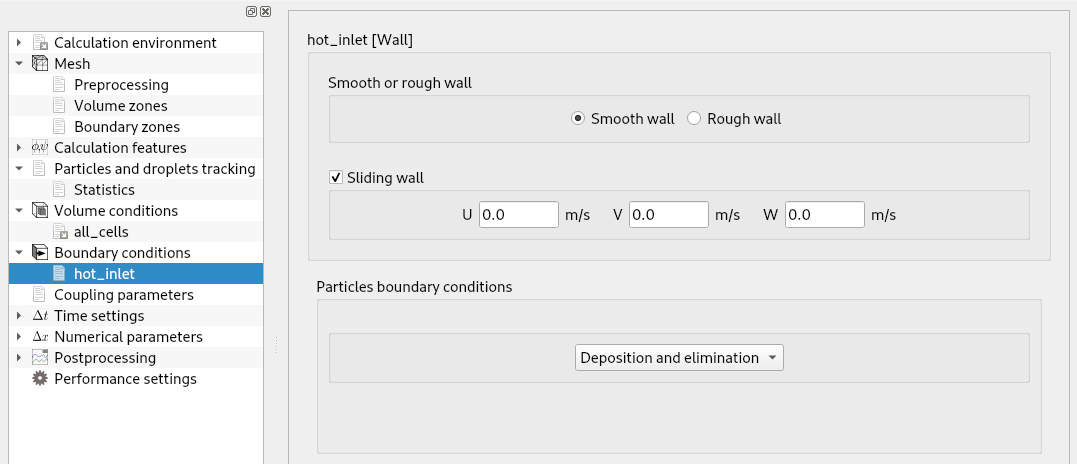 Calculation environment
Mesh
Preprocessing
Volume zones
Boundary zones
φ,ψ Calculation features
Particles and droplets tracking
Statistics
Volume conditions
all_cells
Boundary conditions
hot_inlet
Coupling parameters
Δt Time settings
Δx Numerical parameters
Postprocessing
Performance settings
hot_inlet [Wall]
Smooth or rough wall
Smooth wall Rough wall
Sliding wall
U 0.0 m/s V 0.0 m/s W 0.0 m/s
Particles boundary conditions
Deposition and elimination